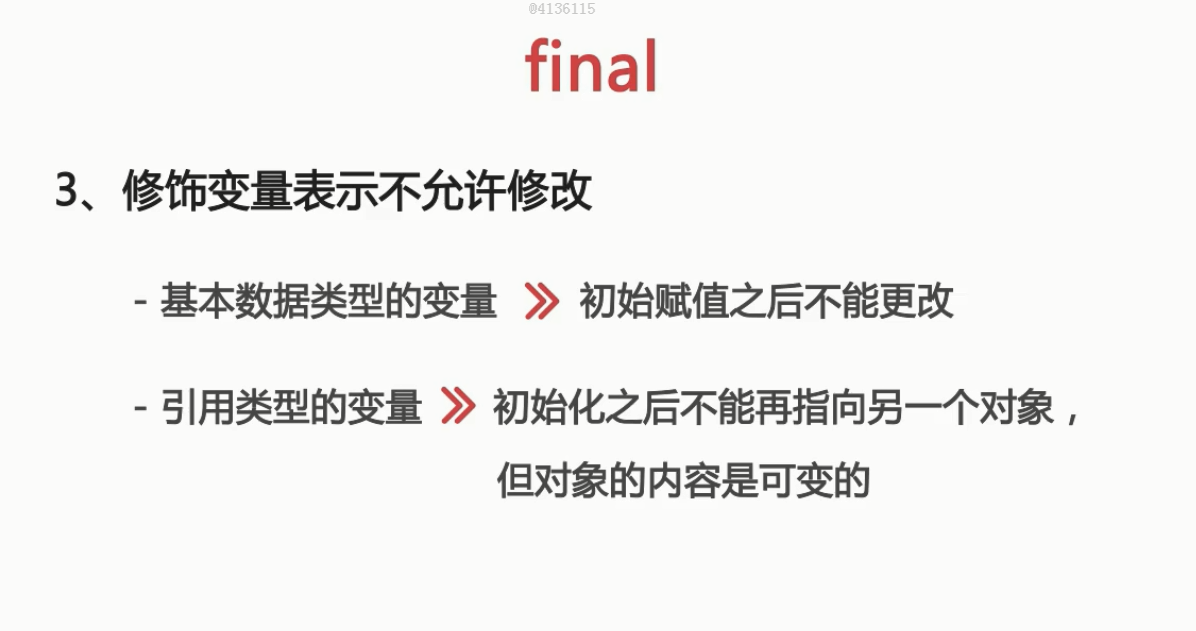 @4136115
final
3、修饰变量表示不允许修改
- 基本数据类型的变量 初始赋值之后不能更改
- 引用类型的变量 初始化之后不能再指向另一个对象，
但对象的内容是可变的